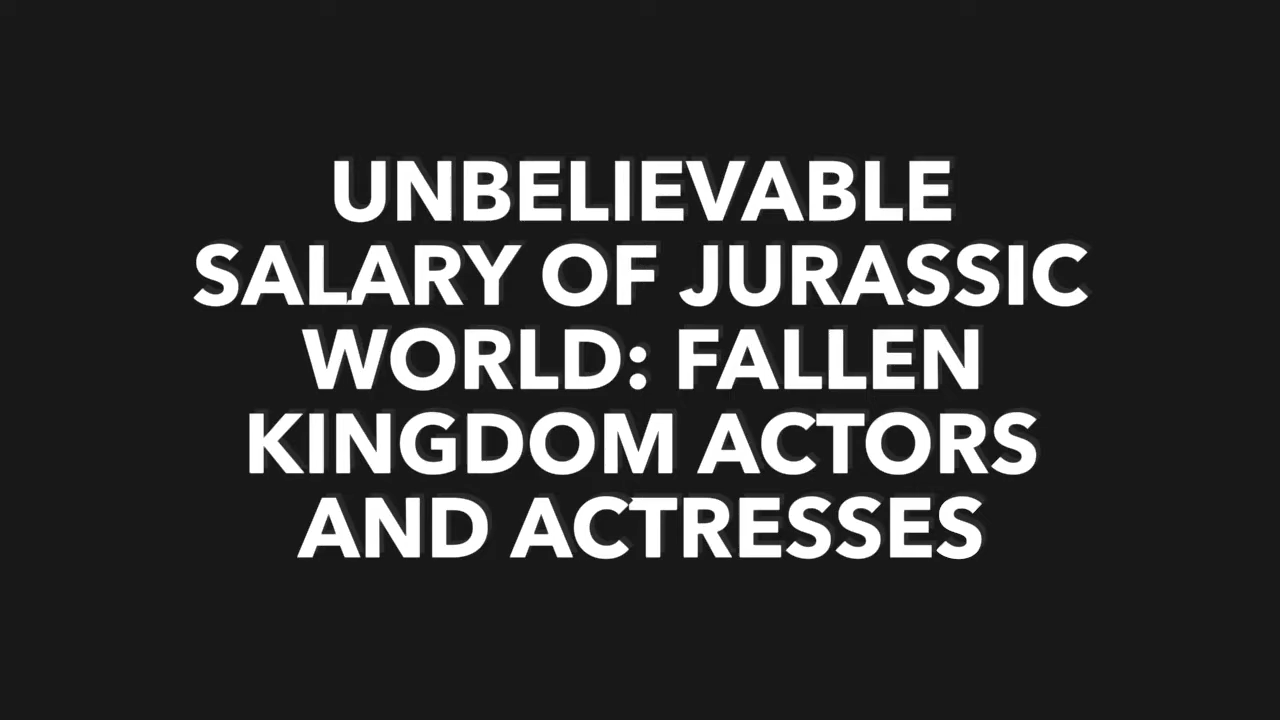 UNBELIEVABLE
SALARY OF JURASSIC
WORLD: FALLEN
KINGDOM ACTORS
AND ACTRESSES